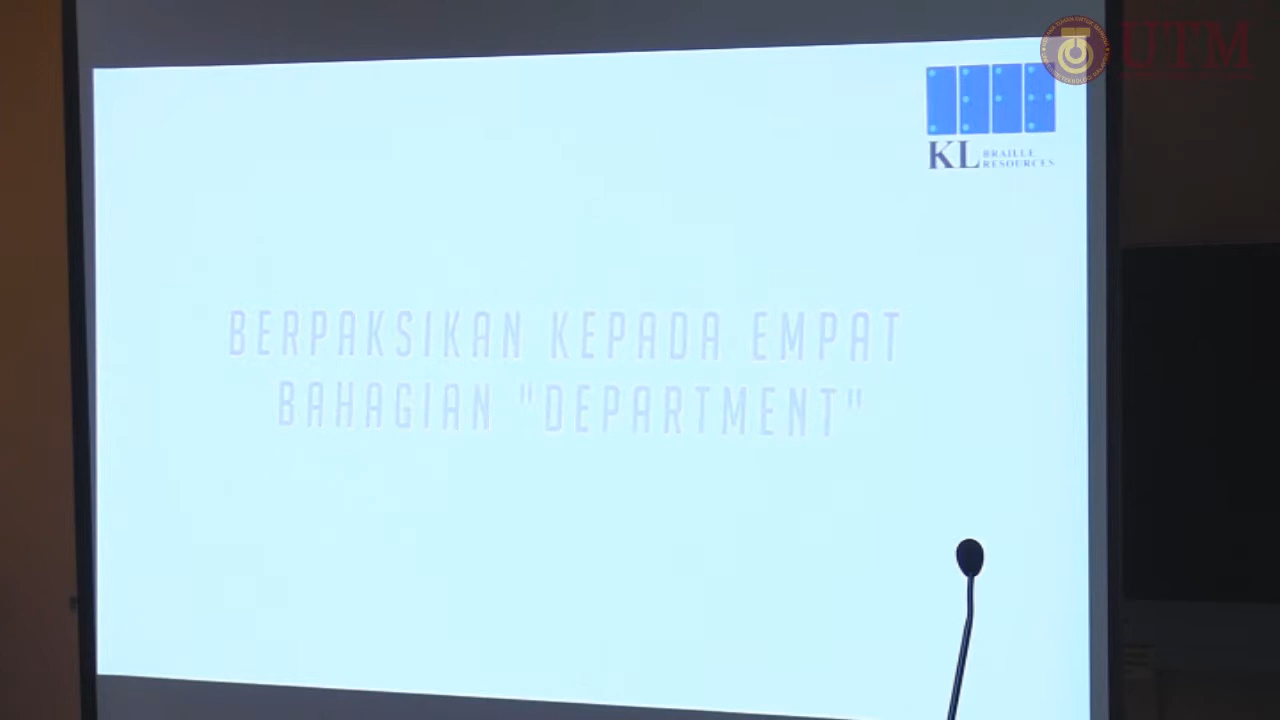 UTM
KL BRAILLE
RESOURCES
BERPAKSIKAN KEPADA EMPAT
BAHAGIAN "DEPARTMENT"